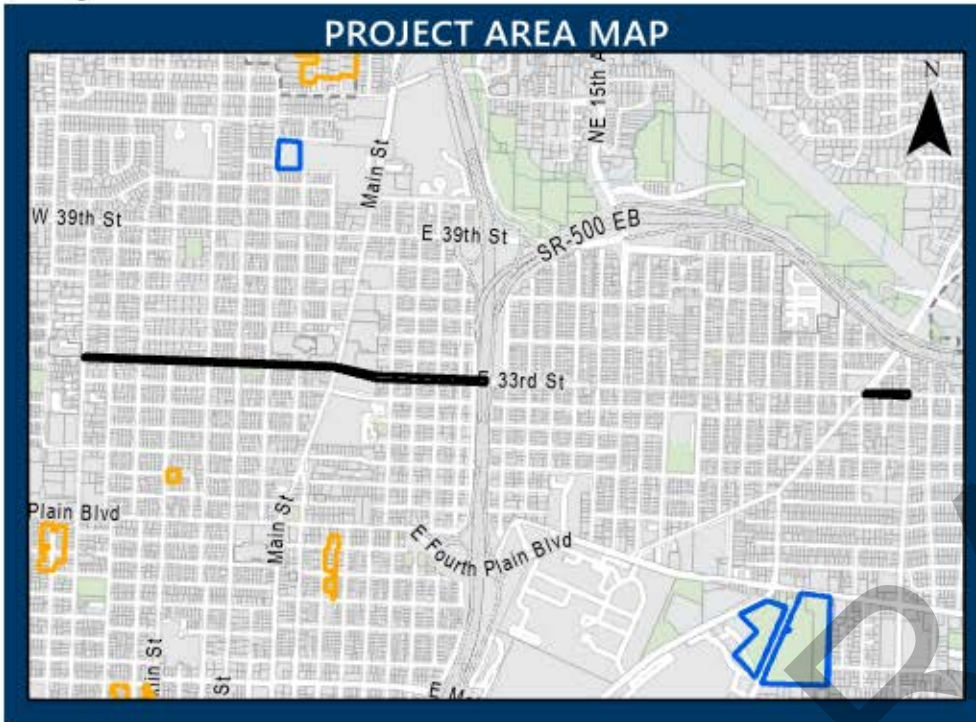 PROJECT AREA MAP
N
NE 15th A
Main St
W 39th St
E 39th St
SR-500 EB
33rd St
Plain Blvd
Main St
E Fourth Plain Blvd
St
St